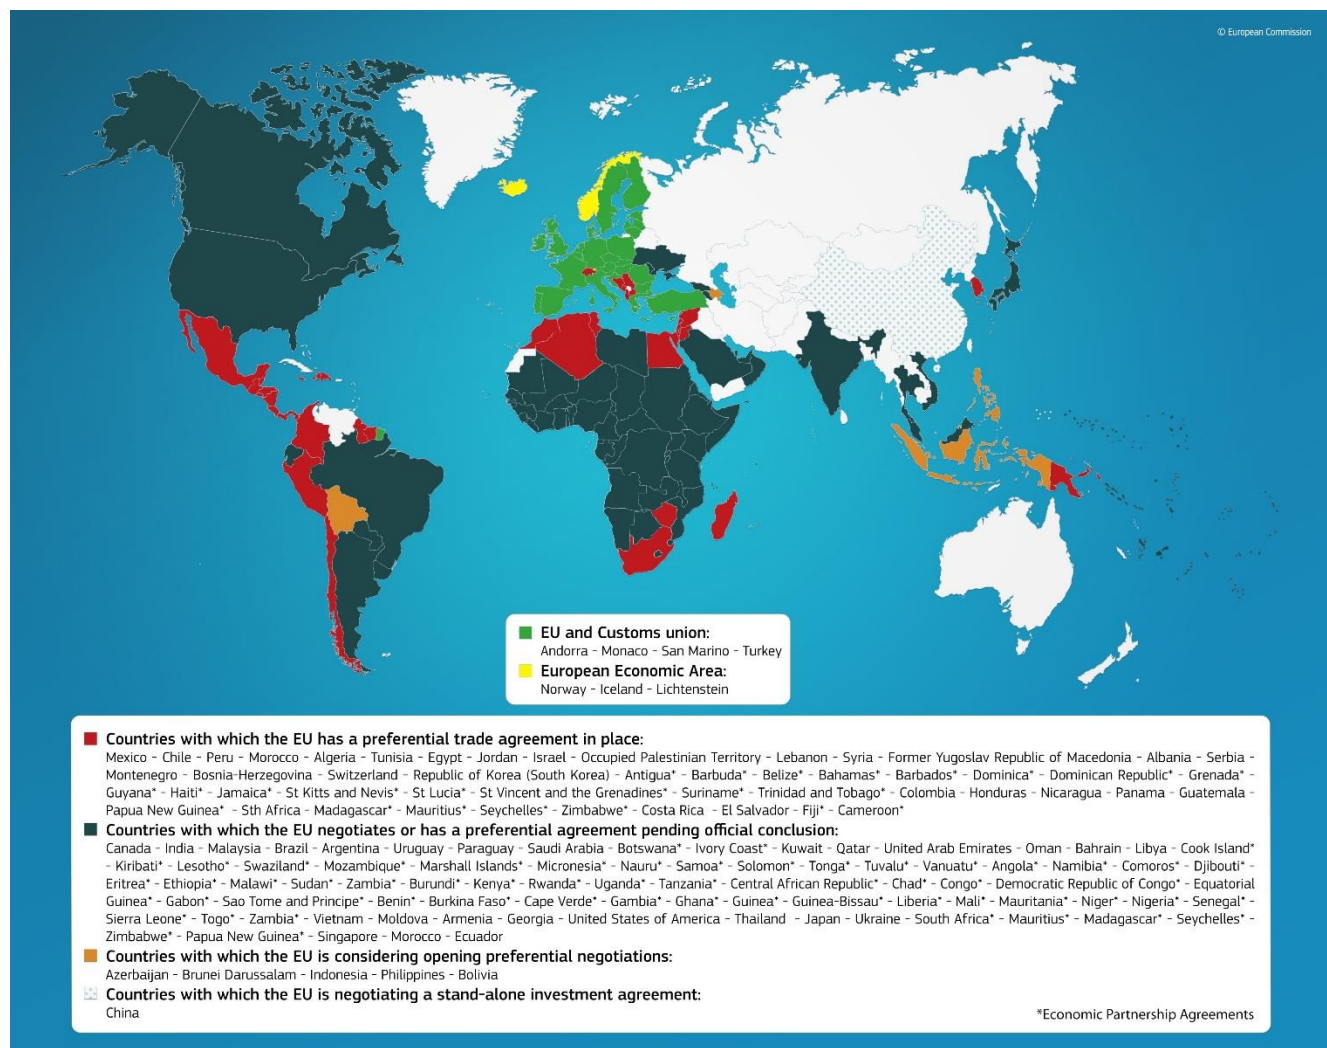 © European Commission
EU and Customs union:
Andorra - Monaco - San Marino - Turkey
European Economic Area:
Norway - Iceland - Lichtenstein
Countries with which the EU has a preferential trade agreement in place:
Mexico - Chile - Peru - Morocco - Algeria - Tunisia - Egypt - Jordan - Israel - Occupied Palestinian Territory - Lebanon - Syria - Former Yugoslav Republic of Macedonia - Albania - Serbia -
Montenegro - Bosnia-Herzegovina - Switzerland - Republic of Korea (South Korea) - Antigua* - Barbuda* - Belize* - Bahamas* - Barbados* - Dominica* - Dominican Republic* - Grenada* -
Guyana* - Haiti* - Jamaica* - St Kitts and Nevis* - St Lucia* - St Vincent and the Grenadines* - Suriname* - Trinidad and Tobago* - Colombia - Honduras - Nicaragua - Panama - Guatemala -
Papua New Guinea* - Sth Africa - Madagascar* - Mauritius* - Seychelles* - Zimbabwe* - Costa Rica - El Salvador - Fiji* - Cameroon*
Countries with which the EU negotiates or has a preferential agreement pending official conclusion:
Canada - India - Malaysia - Brazil - Argentina - Uruguay - Paraguay - Saudi Arabia - Botswana* - Ivory Coast* - Kuwait - Qatar - United Arab Emirates - Oman - Bahrain - Libya - Cook Island*
- Kiribati* - Lesotho* - Swaziland* - Mozambique* - Marshall Islands* - Micronesia* - Nauru* - Samoa* - Solomon* - Tonga* - Tuvalu* - Vanuatu* - Angola* - Namibia* - Comoros* - Djibouti* -
Eritrea* - Ethiopia* - Malawi* - Sudan* - Zambia* - Burundi* - Kenya* - Rwanda* - Uganda* - Tanzania* - Central African Republic* - Chad* - Congo* - Democratic Republic of Congo* - Equatorial
Guinea* - Gabon* - Sao Tome and Principe* - Benin* - Burkina Faso* - Cape Verde* - Gambia* - Ghana* - Guinea* - Guinea-Bissau* - Liberia* - Mali* - Mauritania* - Niger* - Nigeria* - Senegal* -
Sierra Leone* - Togo* - Zambia* - Vietnam - Moldova - Armenia - Georgia - United States of America - Thailand - Japan - Ukraine - South Africa* - Mauritius* - Madagascar* - Seychelles* -
Zimbabwe* - Papua New Guinea* - Singapore - Morocco - Ecuador
Countries with which the EU is considering opening preferential negotiations:
Azerbaijan - Brunei Darussalam - Indonesia - Philippines - Bolivia
Countries with which the EU is negotiating a stand-alone investment agreement:
China
*Economic Partnership Agreements